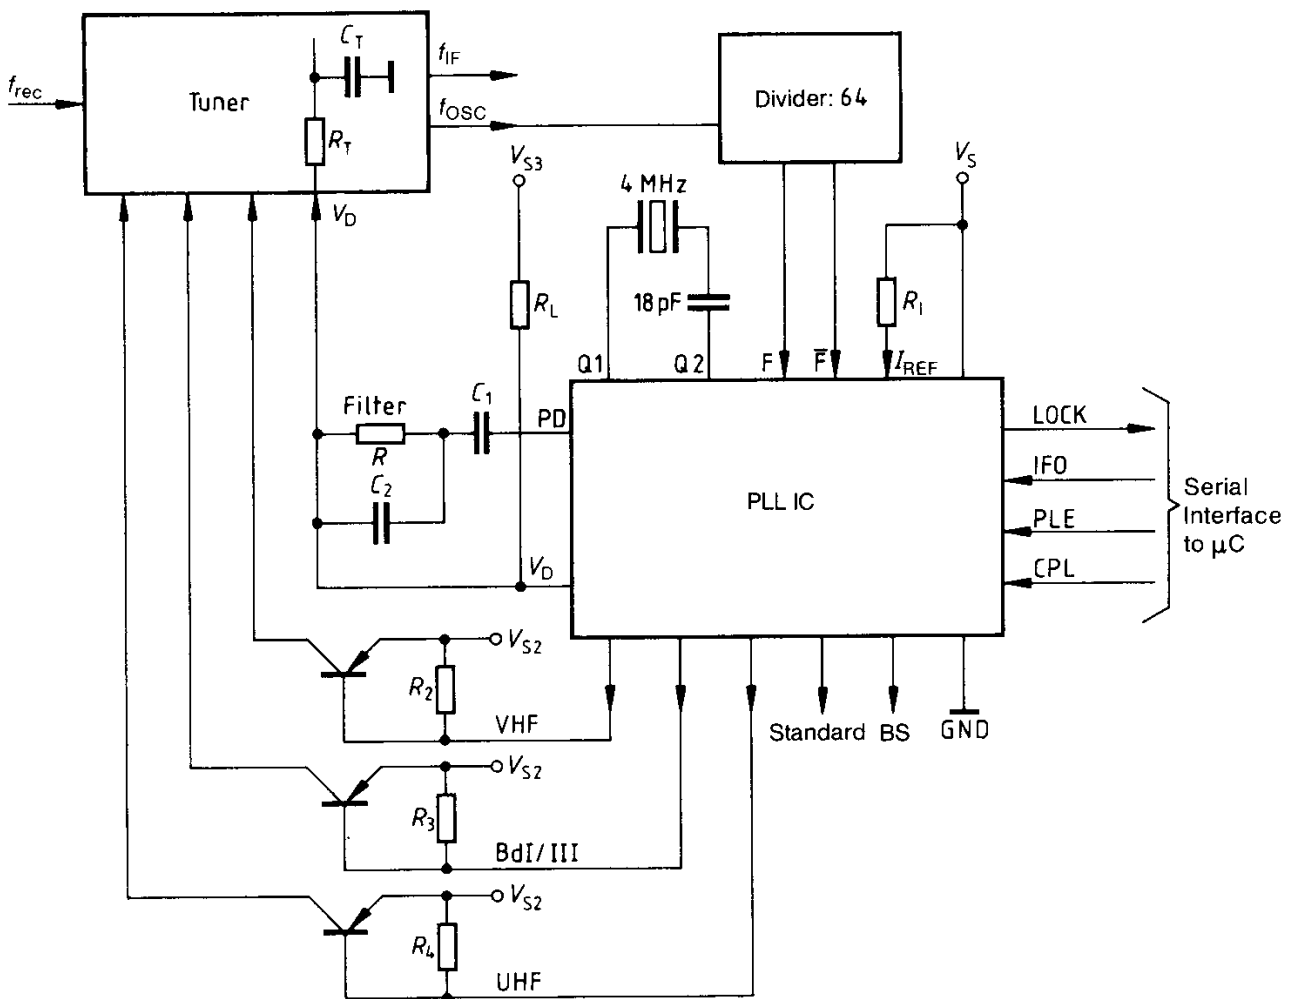 C_T
f_IF
f_rec
Tuner
f_OSC
R_T
V_D
Divider: 64
V_S3
V_S
4 MHz
R_L
18 pF
R_I
Q1
Q2
F
F̅
I_REF
Filter
C_1
PD
R
C_2
V_D
PLL IC
LOCK
IFO
PLE
CPL
Serial
Interface
to µC
V_S2
R_2
VHF
Standard
BS
GND
V_S2
R_3
BdI/III
V_S2
R_4
UHF